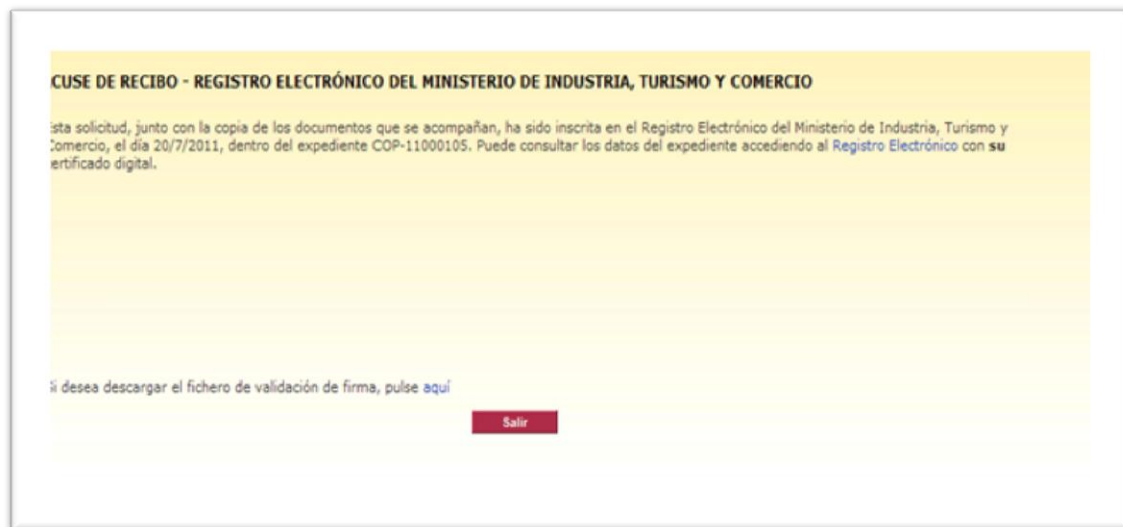 CUSE DE RECIBO - REGISTRO ELECTRÓNICO DEL MINISTERIO DE INDUSTRIA, TURISMO Y COMERCIO
sta solicitud, junto con la copia de los documentos que se acompañan, ha sido inscrita en el Registro Electrónico del Ministerio de Industria, Turismo y
Comercio, el día 20/7/2011, dentro del expediente COP-11000105. Puede consultar los datos del expediente accediendo al Registro Electrónico con su
ertificado digital.
i desea descargar el fichero de validación de firma, pulse aquí
Salir